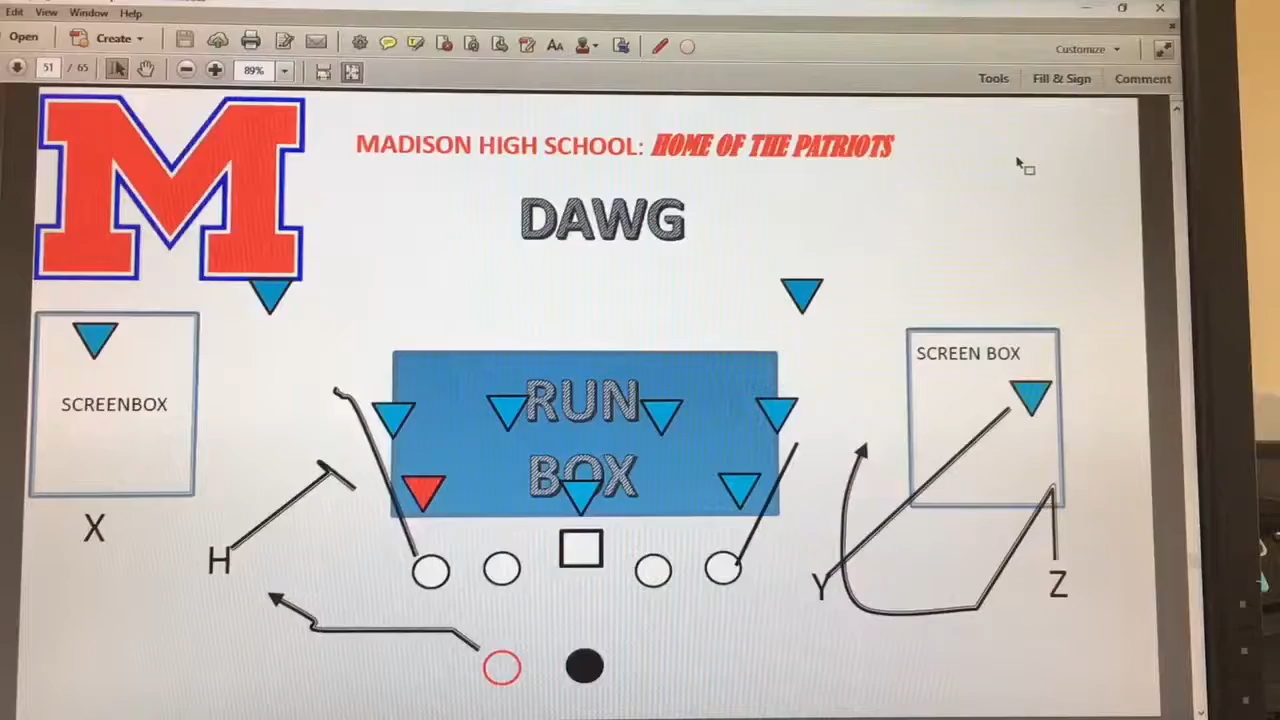 Edit View Window Help
Open Create Customize
51 / 65 89% Tools Fill & Sign Comment
M
MADISON HIGH SCHOOL: HOME OF THE PATRIOTS
DAWG
SCREENBOX
RUN
BOX
SCREEN BOX
X
H
Y
Z